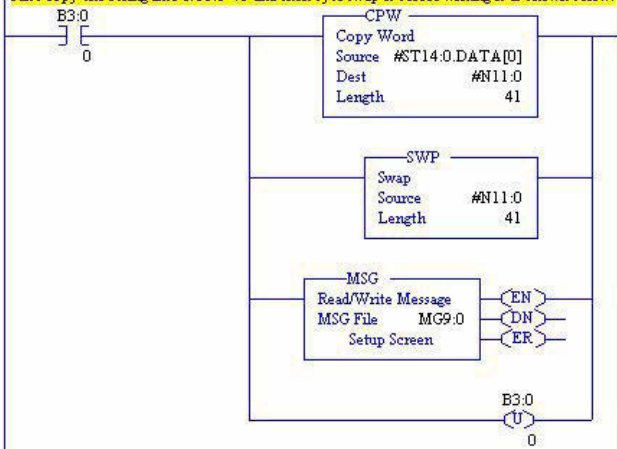 B3:0
0
CPW
Copy Word
Source #ST14:0.DATA[0]
Dest #N11:0
Length 41
SWP
Swap
Source #N11:0
Length 41
MSG
Read/Write Message
MSG File MG9:0
Setup Screen
EN
DN
ER
B3:0
U
0